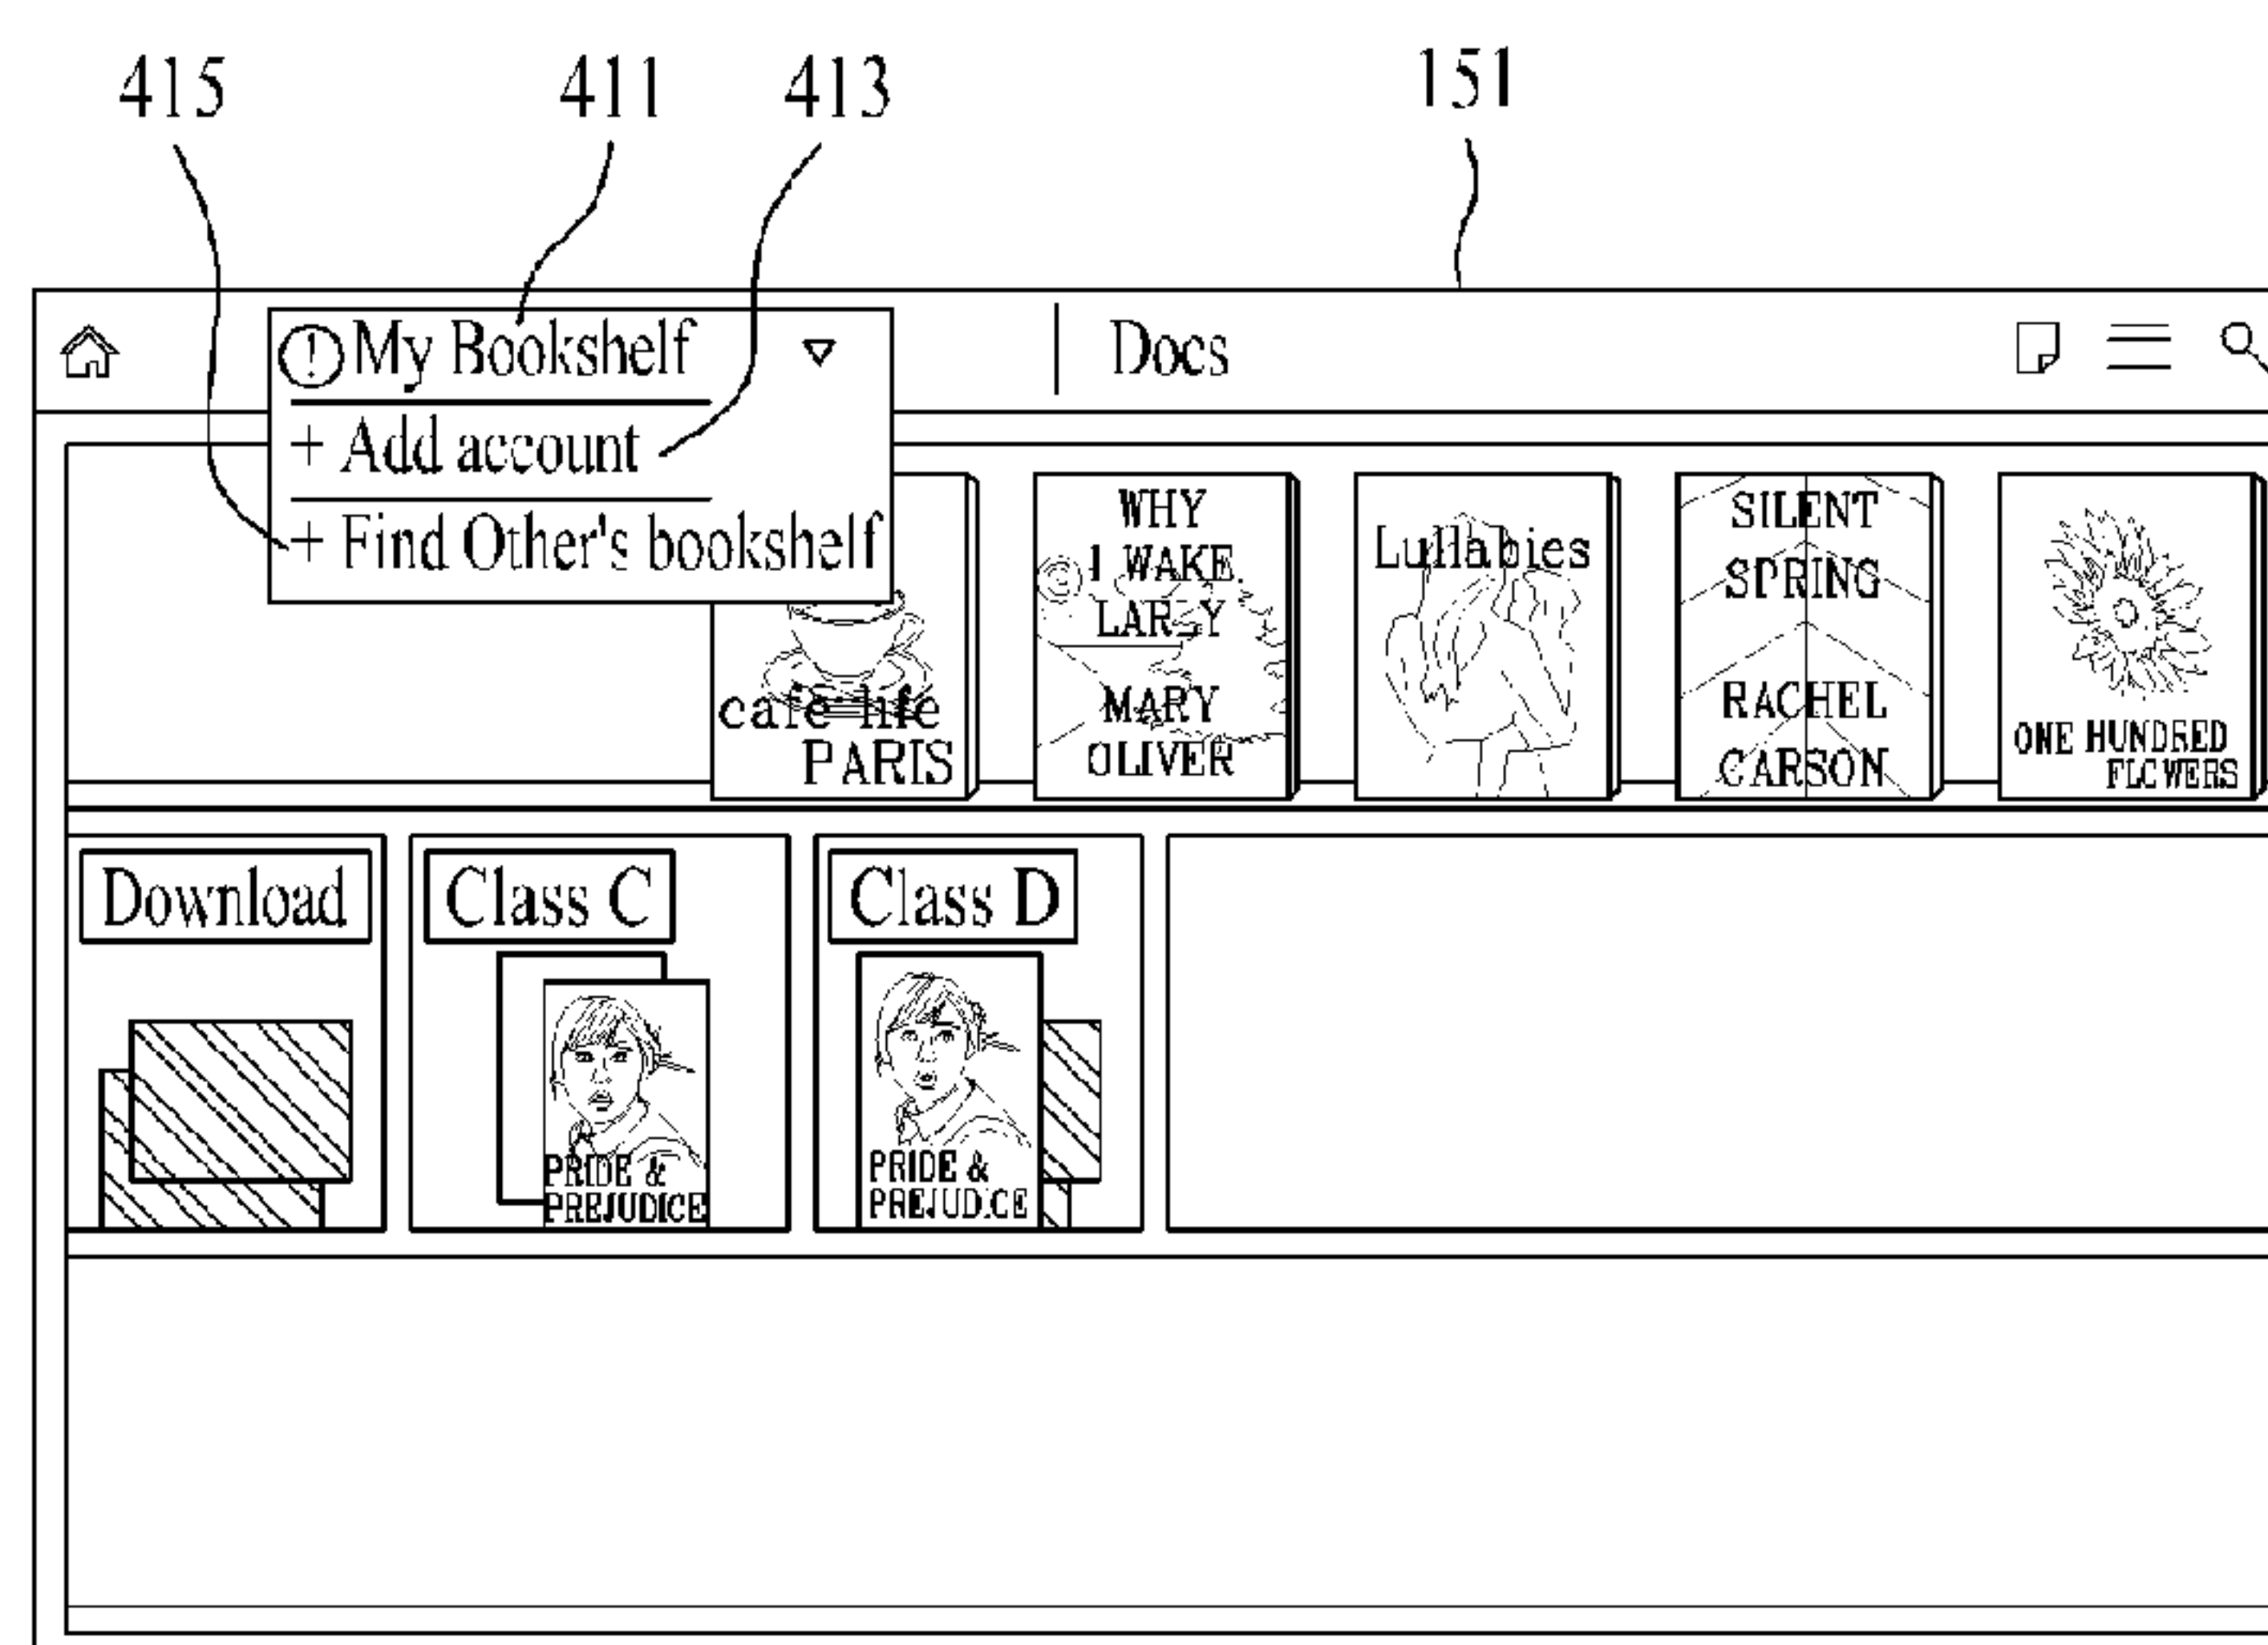 415 411 413 151
My Bookshelf
Docs
+ Add account
+ Find Other's bookshelf
cafe life
PARIS
WHY
I WAKE
MARY
OLIVER
Lullabies
SILENT
SPRING
RACHEL
CARSON
ONE HUNDRED
FLOWERS
Download
Class C
Class D
PRIDE &
PREJUDICE
PRIDE &
PREJUDICE